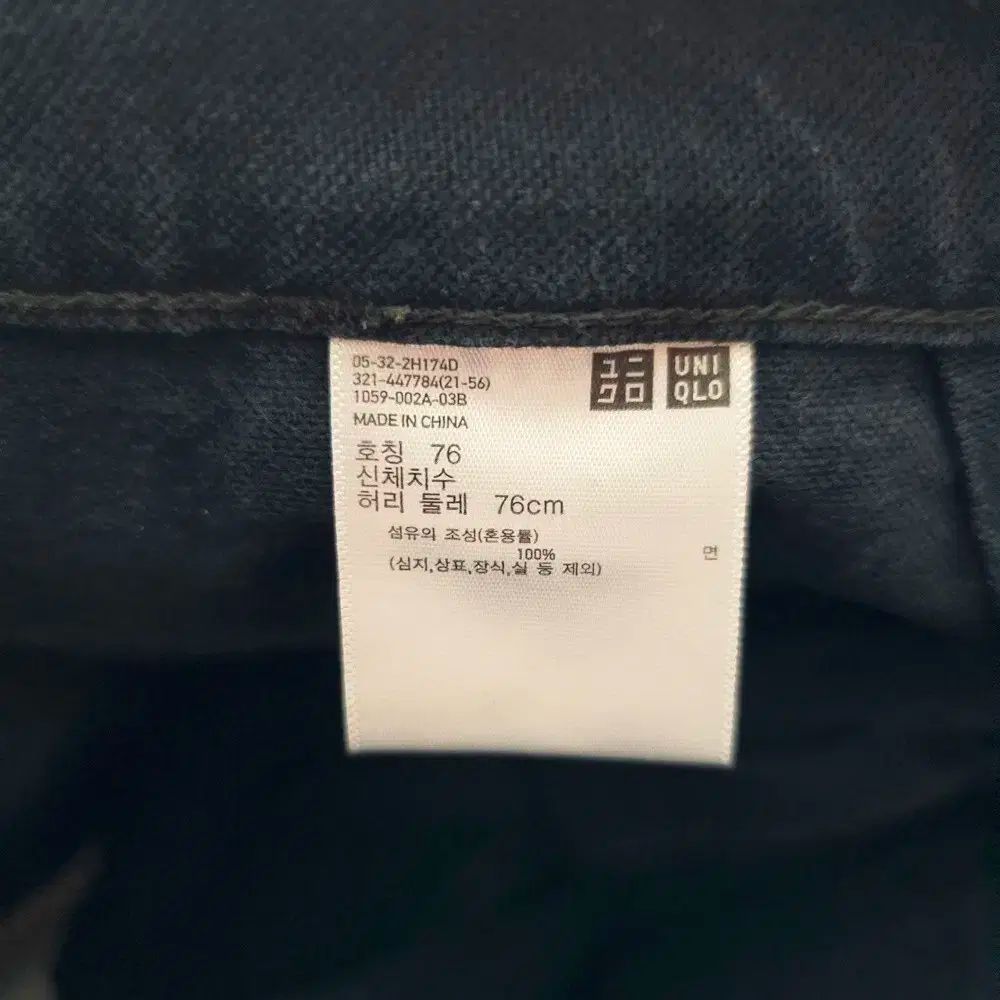 05-32-2H174D
321-447784(21-56)
1059-002A-03B
MADE IN CHINA
ユニ
クロ
UNI
QLO
호칭 76
신체치수
허리 둘레 76cm
섬유의 조성(혼용률)
면
100%
(심지,상표,장식,실 등 제외)